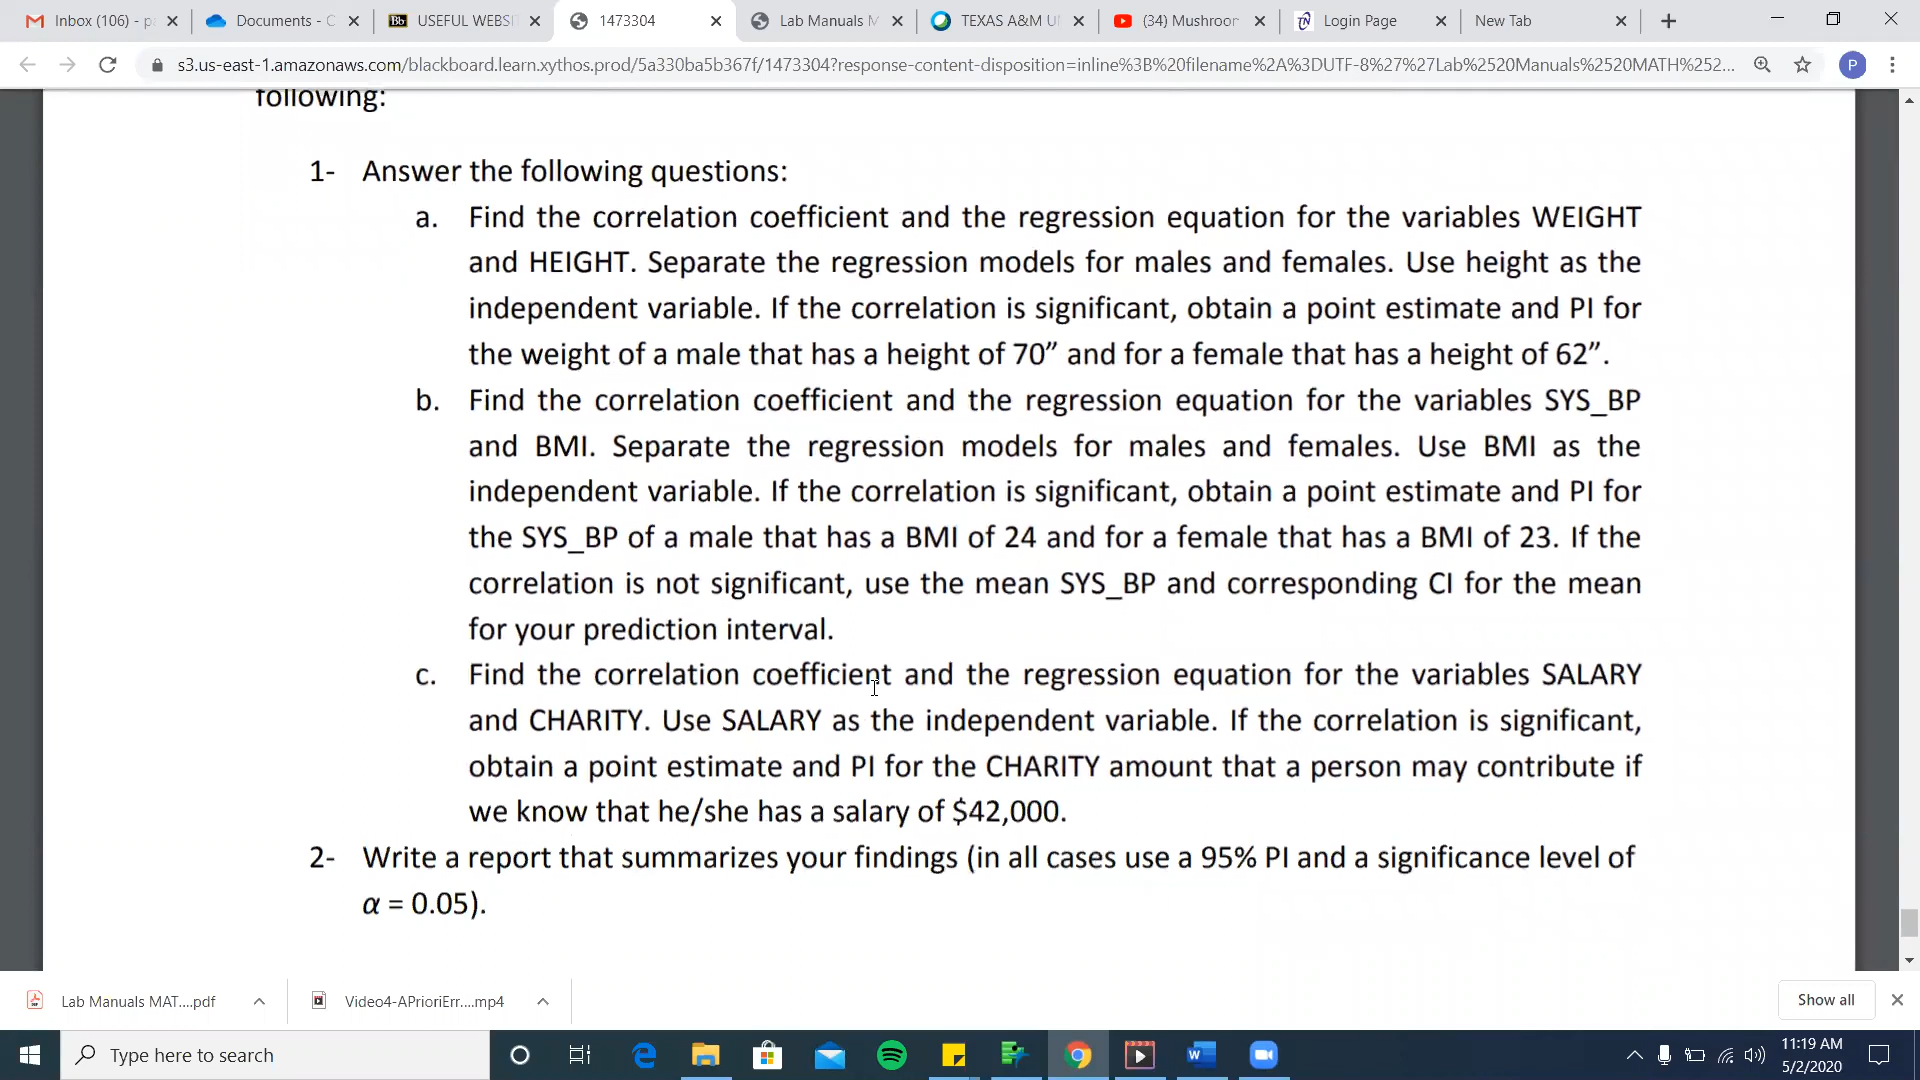 Inbox (106) - p
Documents - C
USEFUL WEBSI
1473304
Lab Manuals M
TEXAS A&M U
(34) Mushroor
Login Page
New Tab
s3.us-east-1.amazonaws.com/blackboard.learn.xythos.prod/5a330ba5b367f/1473304?response-content-disposition=inline%3B%20filename%2A%3DUTF-8%27%27Lab%2520Manuals%2520MATH%252...
P
following:
1- Answer the following questions:
a. Find the correlation coefficient and the regression equation for the variables WEIGHT
and HEIGHT. Separate the regression models for males and females. Use height as the
independent variable. If the correlation is significant, obtain a point estimate and PI for
the weight of a male that has a height of 70” and for a female that has a height of 62”.
b. Find the correlation coefficient and the regression equation for the variables SYS_BP
and BMI. Separate the regression models for males and females. Use BMI as the
independent variable. If the correlation is significant, obtain a point estimate and PI for
the SYS_BP of a male that has a BMI of 24 and for a female that has a BMI of 23. If the
correlation is not significant, use the mean SYS_BP and corresponding CI for the mean
for your prediction interval.
c. Find the correlation coefficient and the regression equation for the variables SALARY
and CHARITY. Use SALARY as the independent variable. If the correlation is significant,
obtain a point estimate and PI for the CHARITY amount that a person may contribute if
we know that he/she has a salary of $42,000.
2- Write a report that summarizes your findings (in all cases use a 95% PI and a significance level of
α = 0.05).
Lab Manuals MAT....pdf
Video4-APrioriErr....mp4
Show all
Type here to search
11:19 AM
5/2/2020